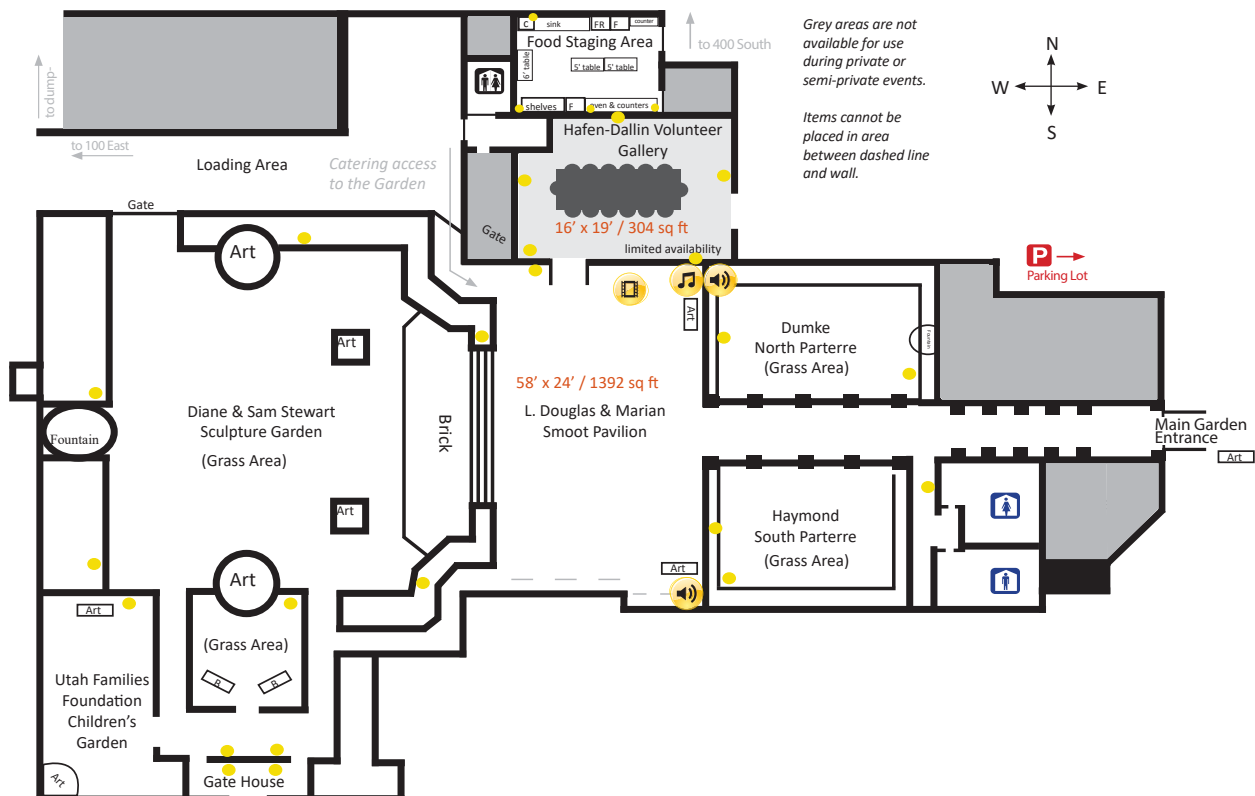 C
sink
FR
F
counter
Food Staging Area
6' table
5' table
5' table
shelves
F
oven & counters
to 400 South
to dump-
to 100 East
Loading Area
Catering access
to the Garden
Hafen-Dallin Volunteer
Gallery
16' x 19' / 304 sq ft
limited availability
Gate
Gate
Grey areas are not
available for use
during private or
semi-private events.
Items cannot be
placed in area
between dashed line
and wall.
N
W
E
S
P
Parking Lot
Art
Art
Art
Art
Fountain
Diane & Sam Stewart
Sculpture Garden
(Grass Area)
Brick
58' x 24' / 1392 sq ft
L. Douglas & Marian
Smoot Pavilion
Art
Dumke
North Parterre
(Grass Area)
Fountain
Main Garden
Entrance
Art
Haymond
South Parterre
(Grass Area)
Art
Art
(Grass Area)
B
B
Utah Families
Foundation
Children's
Garden
Art
Gate House